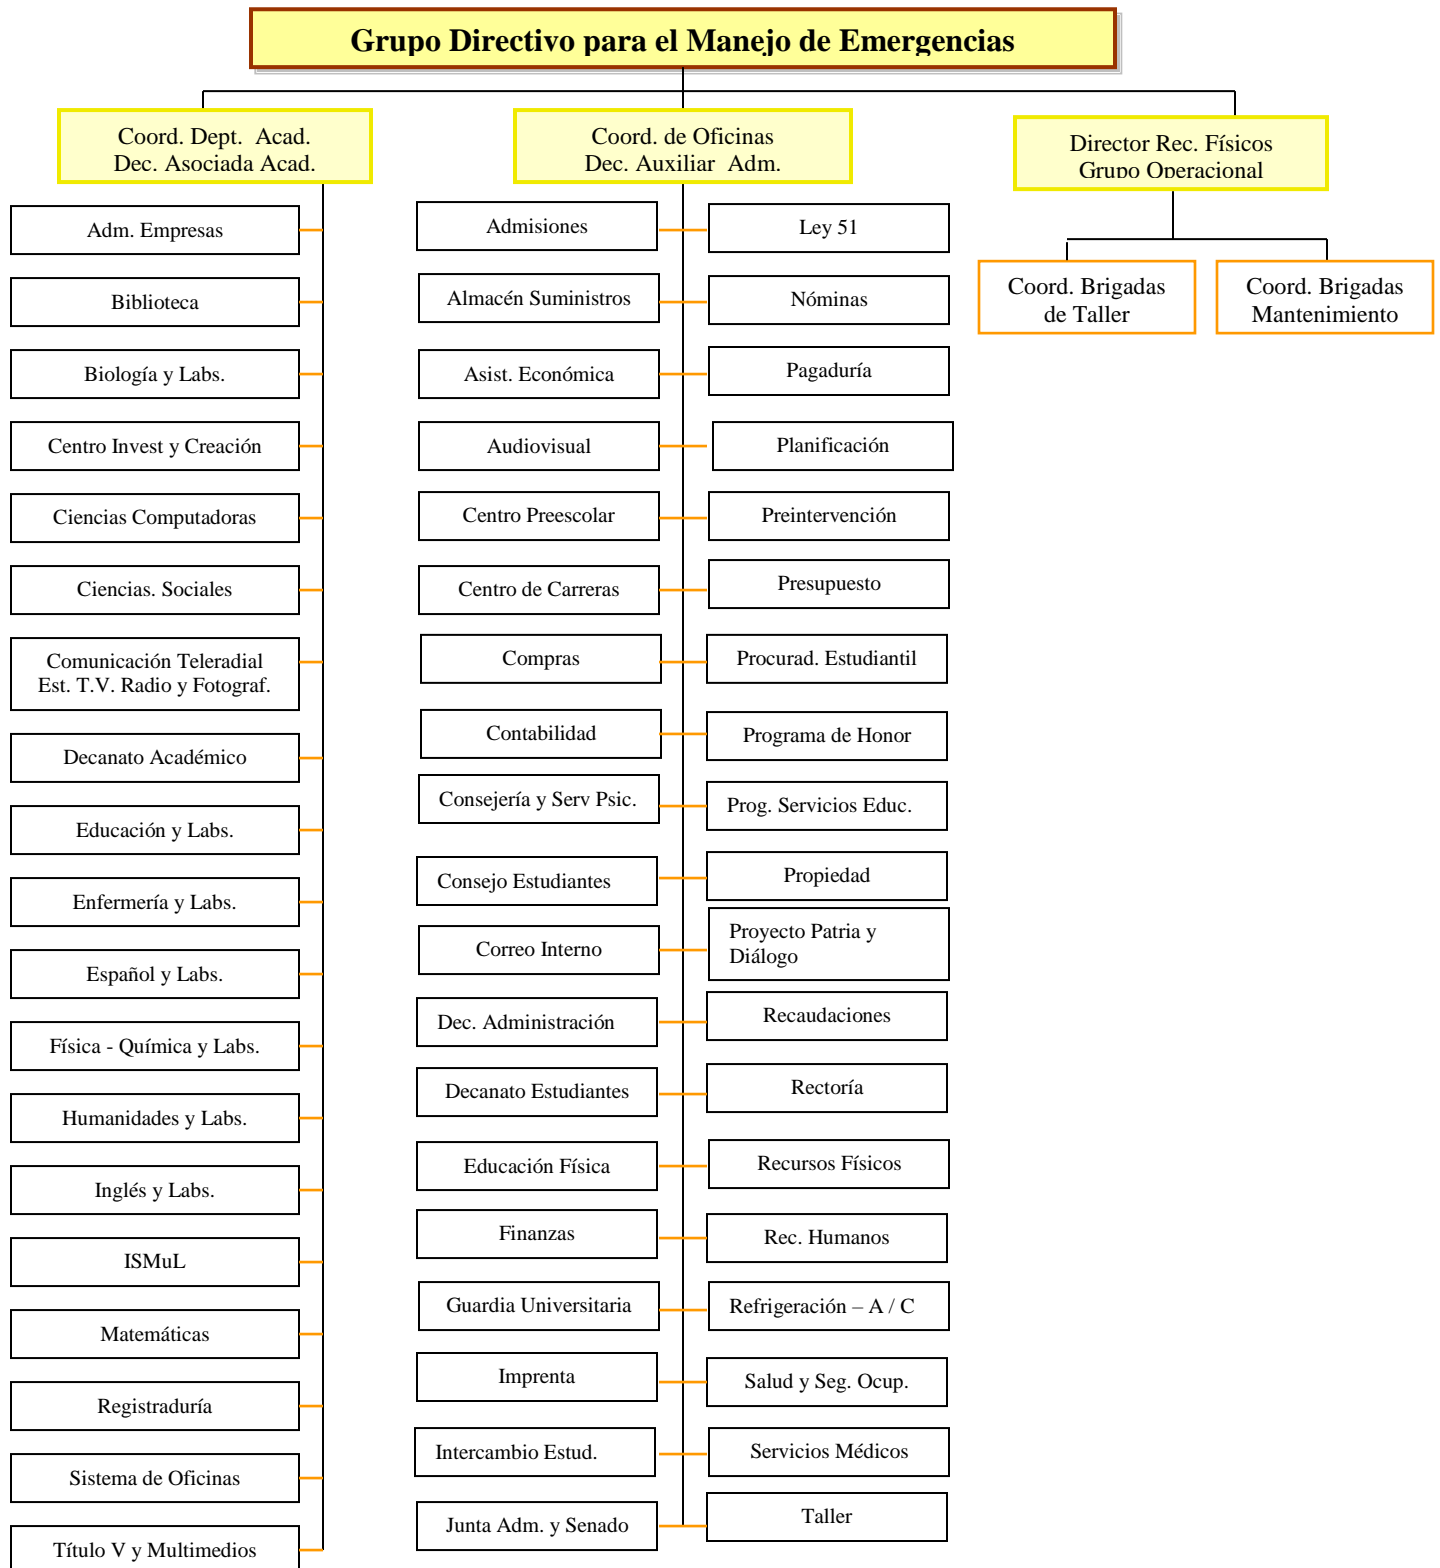 Grupo Directivo para el Manejo de Emergencias
Coord. Dept. Acad.
Dec. Asociada Acad.
Adm. Empresas
Biblioteca
Biología y Labs.
Centro Invest y Creación
Ciencias Computadoras
Ciencias. Sociales
Comunicación Teleradial
Est. T.V. Radio y Fotograf.
Decanato Académico
Educación y Labs.
Enfermería y Labs.
Español y Labs.
Física - Química y Labs.
Humanidades y Labs.
Inglés y Labs.
ISMuL
Matemáticas
Registraduría
Sistema de Oficinas
Título V y Multimedios
Coord. de Oficinas
Dec. Auxiliar Adm.
Admisiones
Almacén Suministros
Asist. Económica
Audiovisual
Centro Preescolar
Centro de Carreras
Compras
Contabilidad
Consejería y Serv Psic.
Consejo Estudiantes
Correo Interno
Dec. Administración
Decanato Estudiantes
Educación Física
Finanzas
Guardia Universitaria
Imprenta
Intercambio Estud.
Junta Adm. y Senado
Ley 51
Nóminas
Pagaduría
Planificación
Preintervención
Presupuesto
Procurad. Estudiantil
Programa de Honor
Prog. Servicios Educ.
Propiedad
Proyecto Patria y
Diálogo
Recaudaciones
Rectoría
Recursos Físicos
Rec. Humanos
Refrigeración – A / C
Salud y Seg. Ocup.
Servicios Médicos
Taller
Director Rec. Físicos
Grupo Operacional
Coord. Brigadas
de Taller
Coord. Brigadas
Mantenimiento